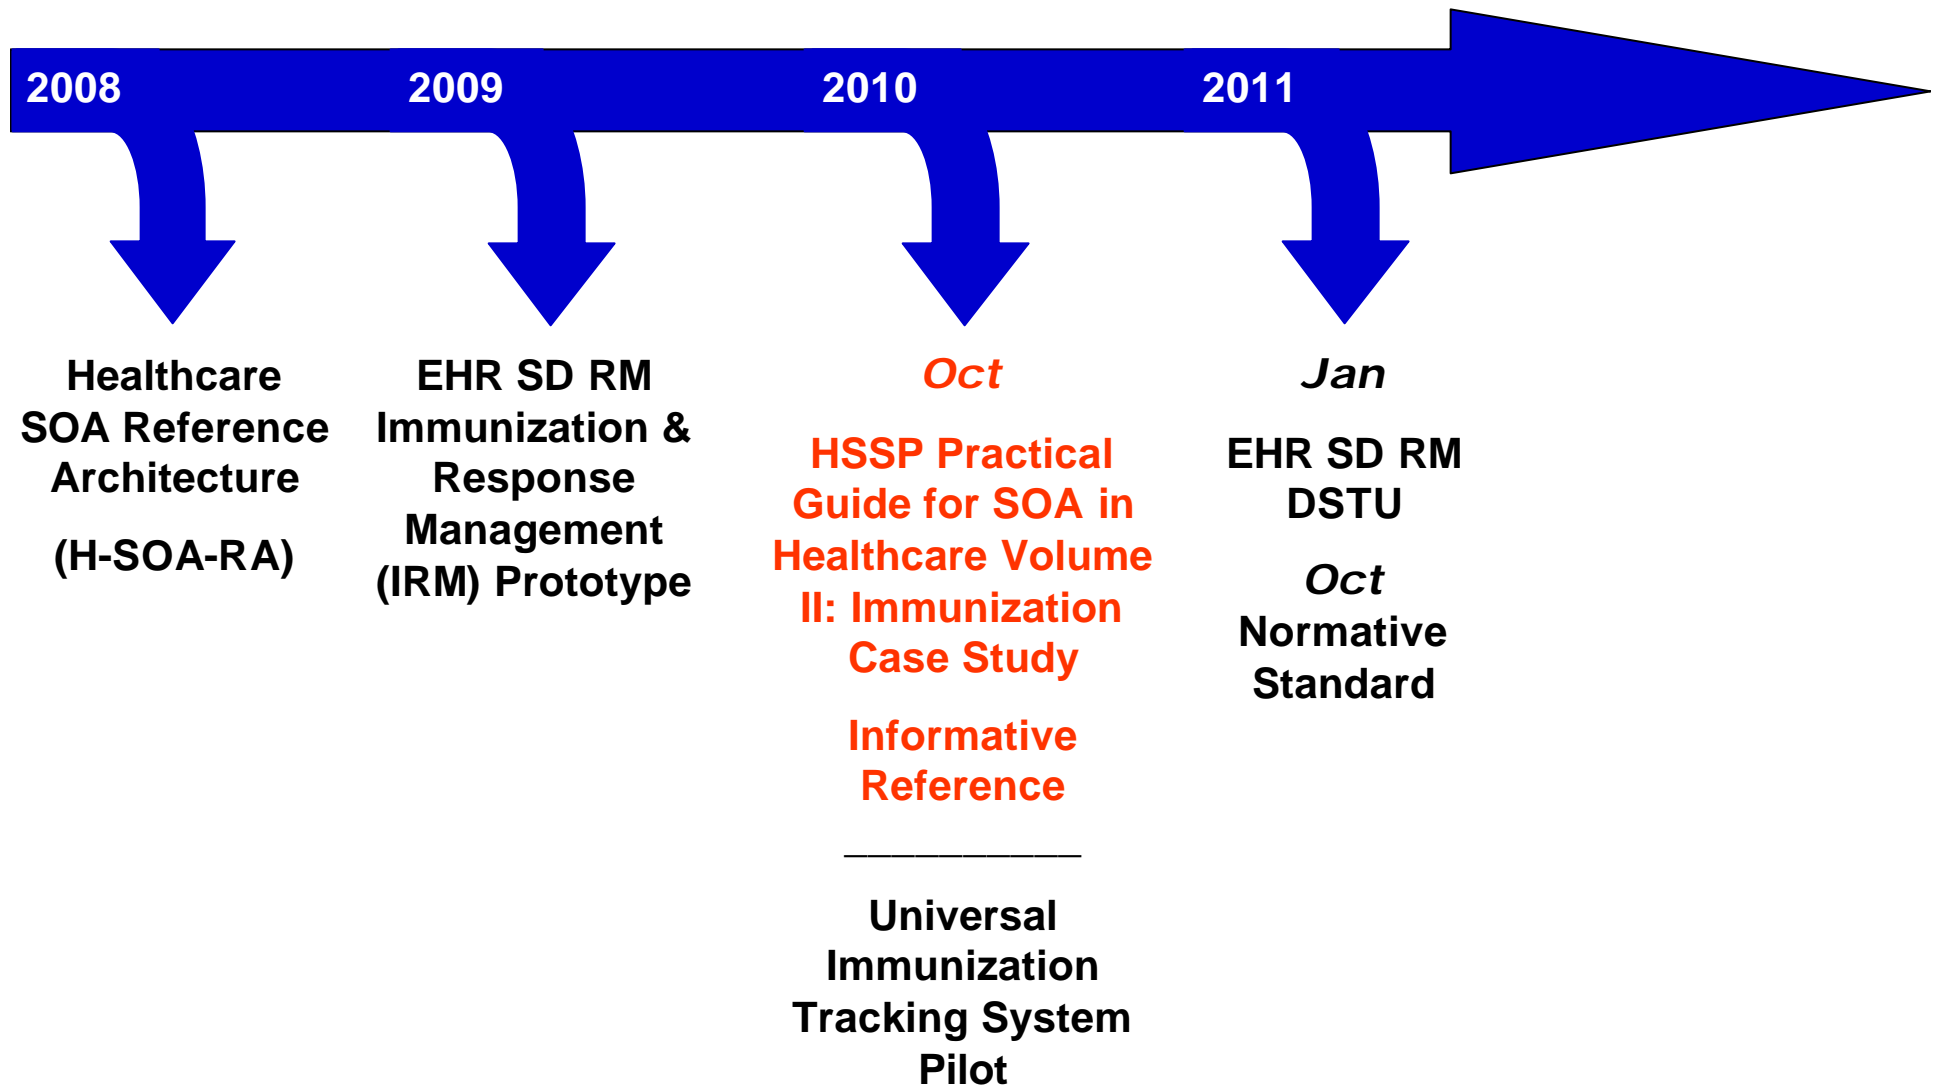 2008
2009
2010
2011
Healthcare
SOA Reference
Architecture
(H-SOA-RA)
EHR SD RM
Immunization &
Response
Management
(IRM) Prototype
Oct
HSSP Practical
Guide for SOA in
Healthcare Volume
II: Immunization
Case Study
Informative
Reference
__________
Universal
Immunization
Tracking System
Pilot
Jan
EHR SD RM
DSTU
Oct
Normative
Standard